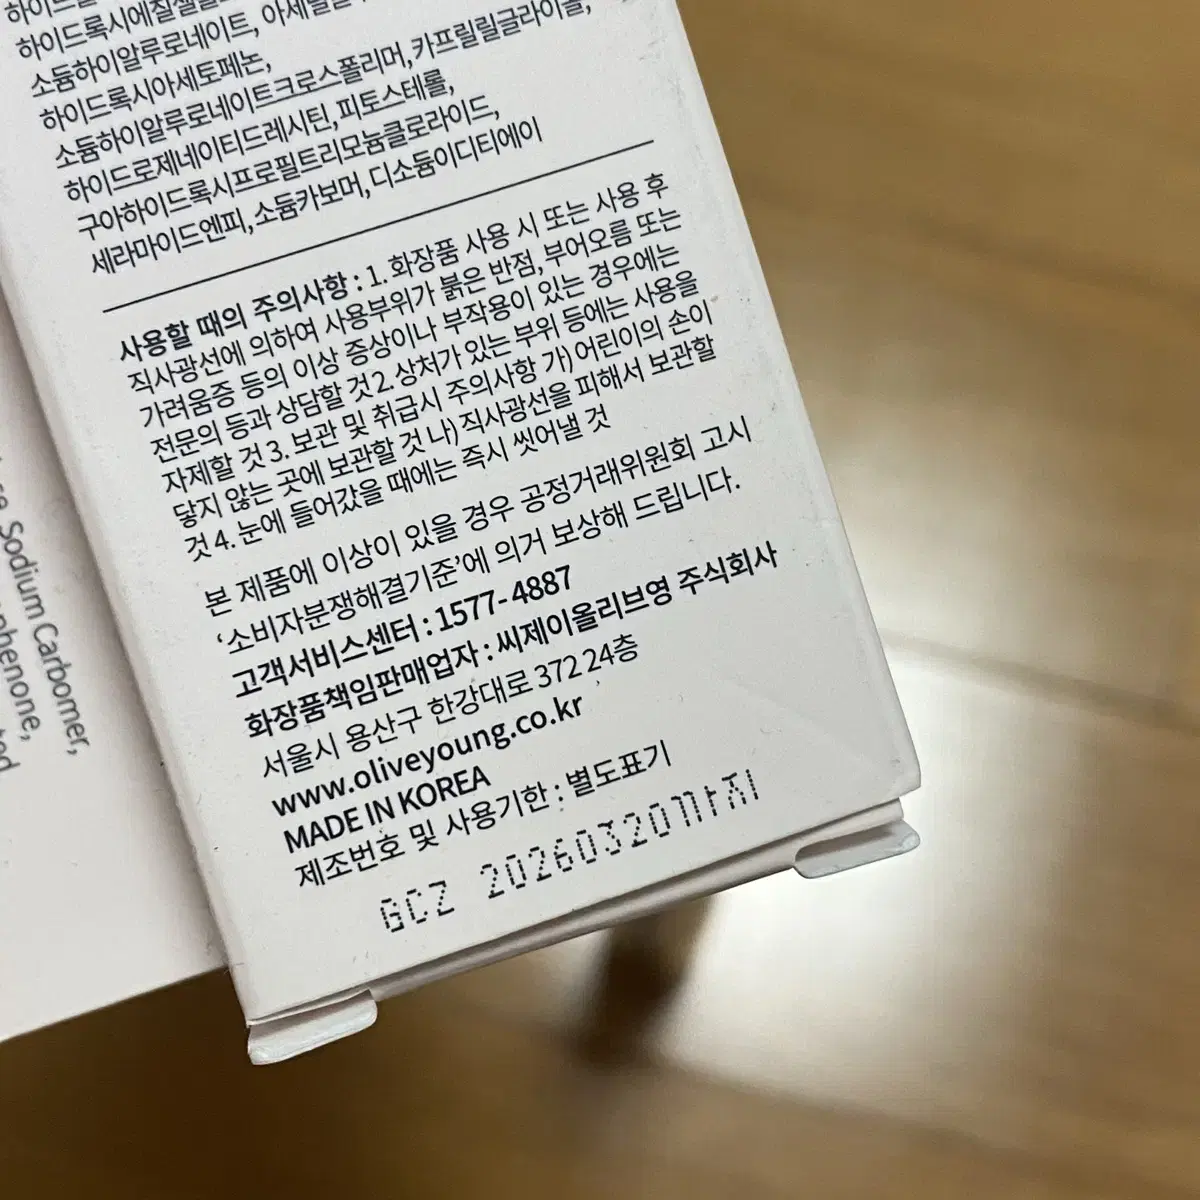 하이드록시에칠셀룰
소듐하이알루로네이트,
하이드록시아세토페논,
소듐하이알루로네이트크로스폴리머, 카프릴릴글라이콜,
하이드로제네이티드레시틴, 피토스테롤,
구아하이드록시프로필트리모늄클로라이드,
세라마이드엔피, 소듐카보머, 디소듐이디티에이
사용할 때의 주의사항 : 1. 화장품 사용 시 또는 사용 후
직사광선에 의하여 사용부위가 붉은 반점, 부어오름 또는
가려움증 등의 이상 증상이나 부작용이 있는 경우에는
전문의 등과 상담할 것 2. 상처가 있는 부위 등에는 사용을
자제할 것 3. 보관 및 취급시 주의사항 가) 어린이의 손이
닿지 않는 곳에 보관할 것 나) 직사광선을 피해서 보관할
것 4. 눈에 들어갔을 때에는 즉시 씻어낼 것
본 제품에 이상이 있을 경우 공정거래위원회 고시
‘소비자분쟁해결기준’에 의거 보상해 드립니다.
고객서비스센터 : 1577-4887
화장품책임판매업자 : 씨제이올리브영 주식회사
서울시 용산구 한강대로 372 24층
www.oliveyoung.co.kr
MADE IN KOREA
제조번호 및 사용기한 : 별도표기
GCZ 20260320까지
Sodium Carbomer,